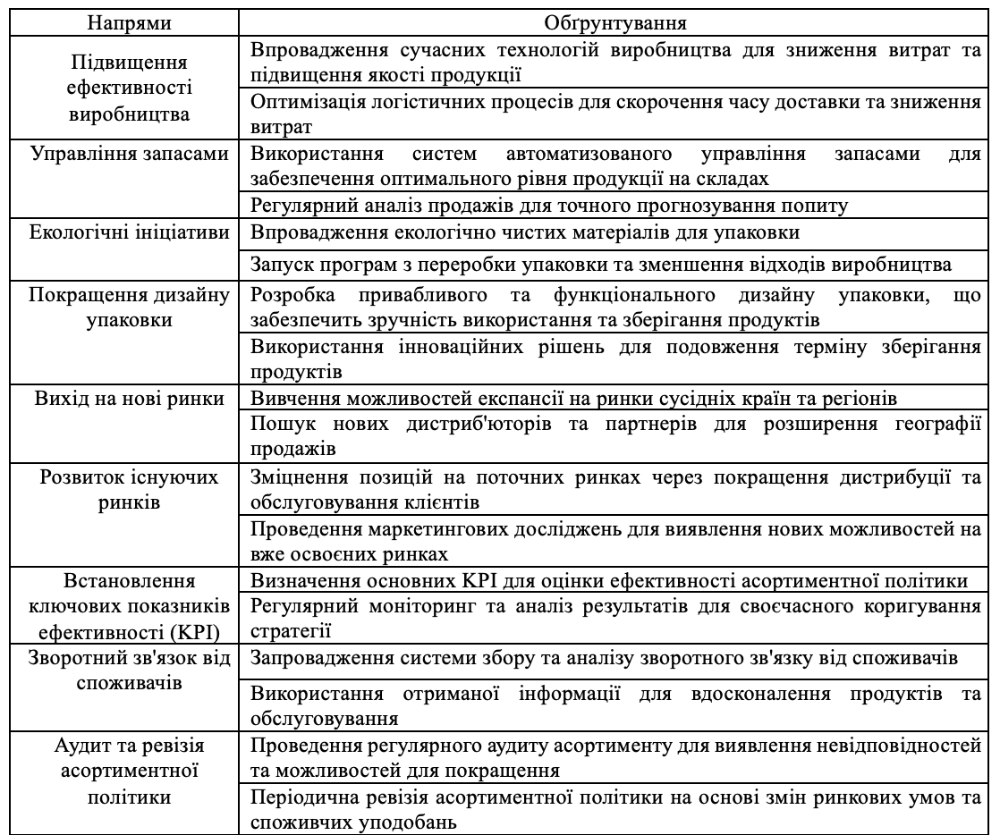 Напрями
Обґрунтування
Підвищення
ефективності
виробництва
Впровадження сучасних технологій виробництва для зниження витрат та
підвищення якості продукції
Оптимізація логістичних процесів для скорочення часу доставки та зниження
витрат
Управління запасами
Використання систем автоматизованого управління запасами для
забезпечення оптимального рівня продукції на складах
Регулярний аналіз продажів для точного прогнозування попиту
Екологічні ініціативи
Впровадження екологічно чистих матеріалів для упаковки
Запуск програм з переробки упаковки та зменшення відходів виробництва
Покращення дизайну
упаковки
Розробка привабливого та функціонального дизайну упаковки, що
забезпечить зручність використання та зберігання продуктів
Використання інноваційних рішень для подовження терміну зберігання
продуктів
Вихід на нові ринки
Вивчення можливостей експансії на ринки сусідніх країн та регіонів
Пошук нових дистриб'юторів та партнерів для розширення географії
продажів
Розвиток існуючих
ринків
Зміцнення позицій на поточних ринках через покращення дистрибуції та
обслуговування клієнтів
Проведення маркетингових досліджень для виявлення нових можливостей на
вже освоєних ринках
Встановлення
ключових показників
ефективності (KPI)
Визначення основних KPI для оцінки ефективності асортиментної політики
Регулярний моніторинг та аналіз результатів для своєчасного коригування
стратегії
Зворотний зв'язок від
споживачів
Запровадження системи збору та аналізу зворотного зв'язку від споживачів
Використання отриманої інформації для вдосконалення продуктів та
обслуговування
Аудит та ревізія
асортиментної
політики
Проведення регулярного аудиту асортименту для виявлення невідповідностей
та можливостей для покращення
Періодична ревізія асортиментної політики на основі змін ринкових умов та
споживчих уподобань